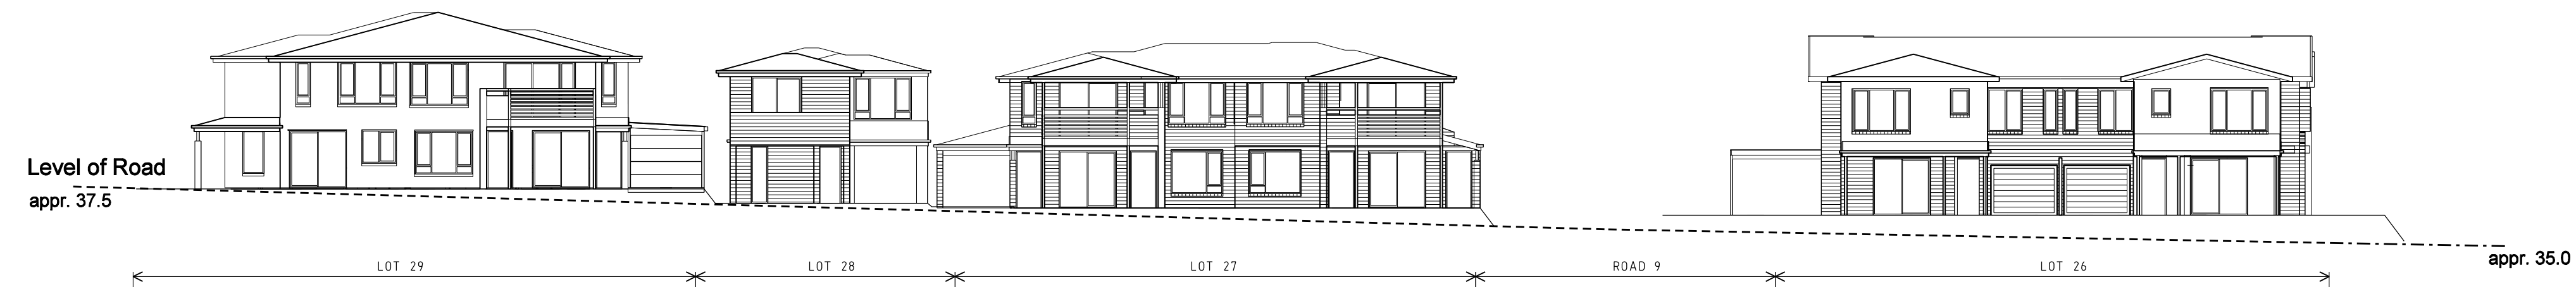 Level of Road
appr. 37.5
appr. 35.0
LOT 29
LOT 28
LOT 27
ROAD 9
LOT 26